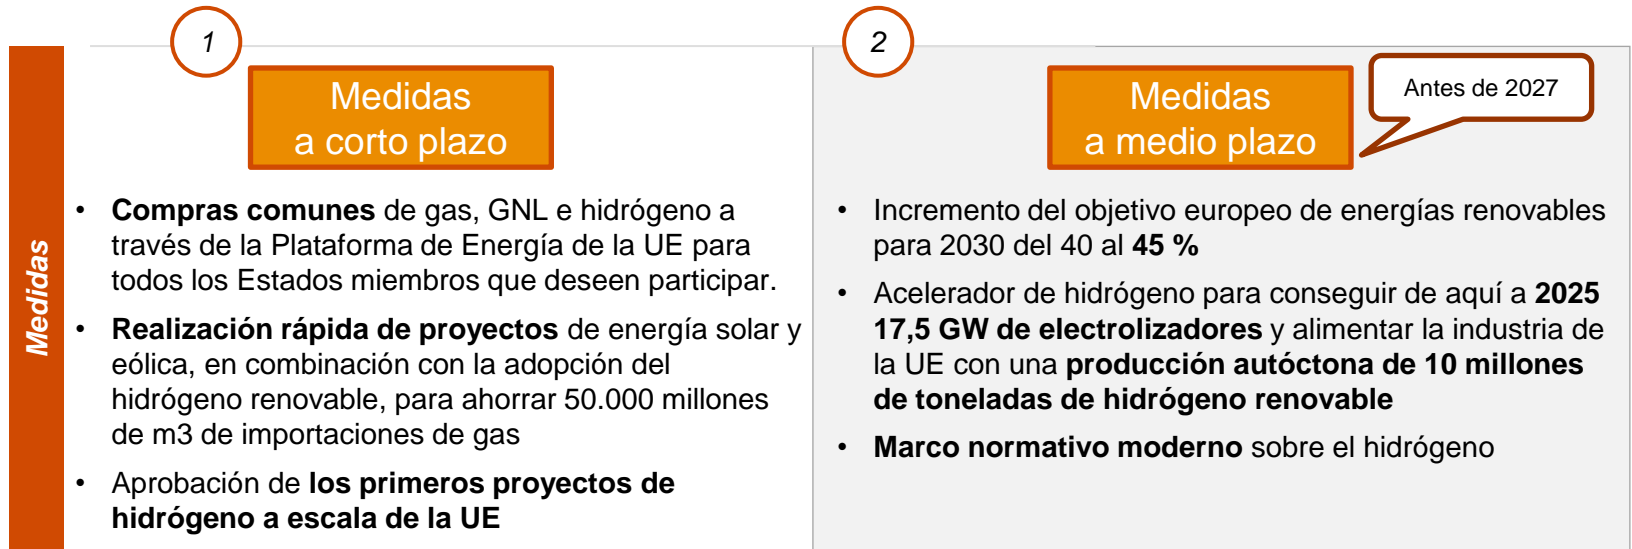 1
Medidas
a corto plazo
Medidas
• Compras comunes de gas, GNL e hidrógeno a
través de la Plataforma de Energía de la UE para
todos los Estados miembros que deseen participar.
• Realización rápida de proyectos de energía solar y
eólica, en combinación con la adopción del
hidrógeno renovable, para ahorrar 50.000 millones
de m3 de importaciones de gas
• Aprobación de los primeros proyectos de
hidrógeno a escala de la UE
2
Medidas
a medio plazo
Antes de 2027
• Incremento del objetivo europeo de energías renovables
para 2030 del 40 al 45 %
• Acelerador de hidrógeno para conseguir de aquí a 2025
17,5 GW de electrolizadores y alimentar la industria de
la UE con una producción autóctona de 10 millones
de toneladas de hidrógeno renovable
• Marco normativo moderno sobre el hidrógeno